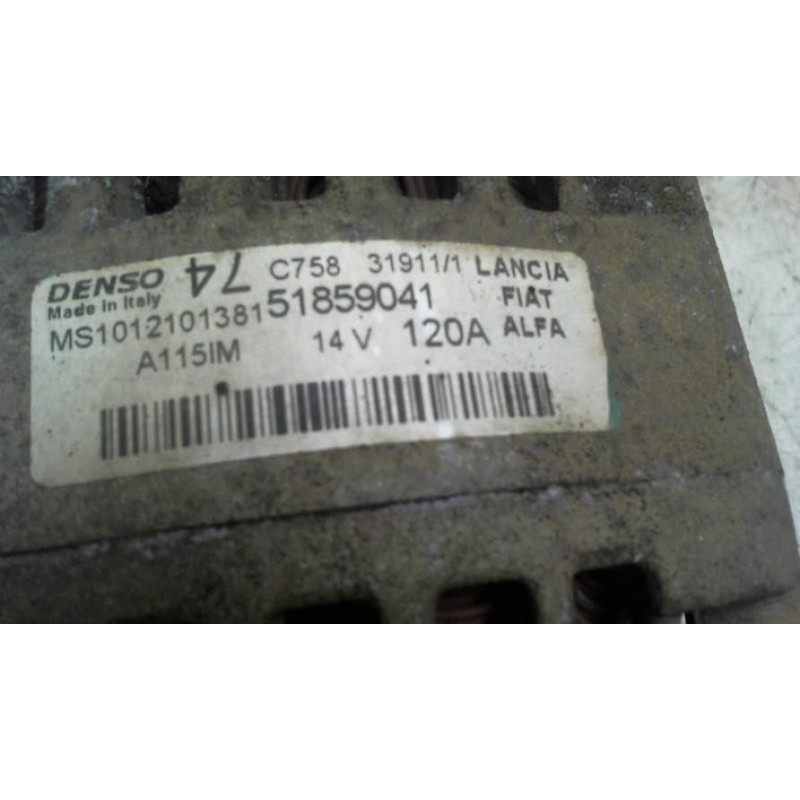 DENSO 74 C758 31911/1 LANCIA
Made in Italy
MS1012101381 51859041 FIAT
A115IM 14 V 120A ALFA